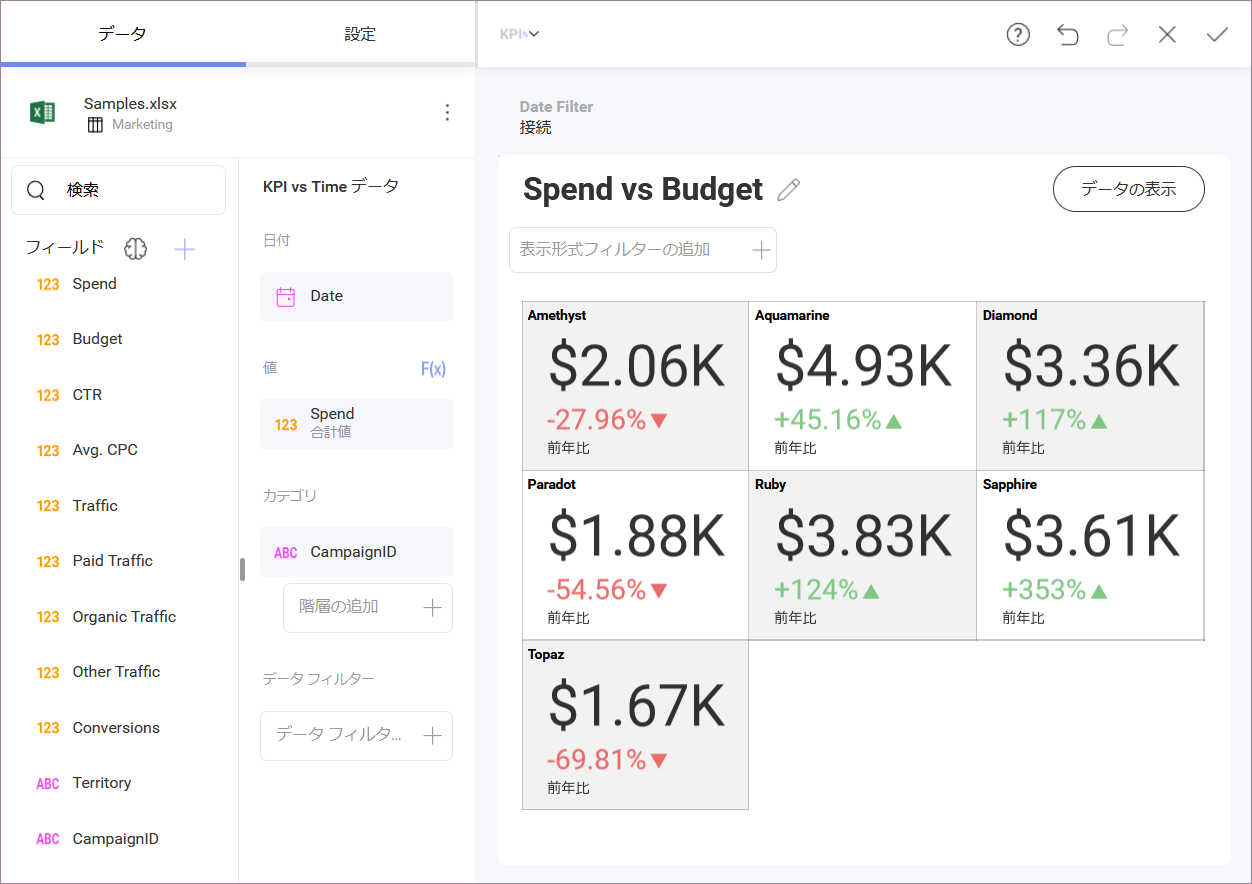 データ
設定
KPI
Samples.xlsx
Marketing
検索
フィールド
123 Spend
123 Budget
123 CTR
123 Avg. CPC
123 Traffic
123 Paid Traffic
123 Organic Traffic
123 Other Traffic
123 Conversions
ABC Territory
ABC CampaignID
KPI vs Time データ
日付
Date
値 F(x)
123 Spend
合計値
カテゴリ
ABC CampaignID
階層の追加
データ フィルター
データ フィルタ...
Date Filter
接続
Spend vs Budget
データの表示
表示形式フィルターの追加
Amethyst
$2.06K
-27.96%▼
前年比
Aquamarine
$4.93K
+45.16%▲
前年比
Diamond
$3.36K
+117%▲
前年比
Paradot
$1.88K
-54.56%▼
前年比
Ruby
$3.83K
+124%▲
前年比
Sapphire
$3.61K
+353%▲
前年比
Topaz
$1.67K
-69.81%▼
前年比